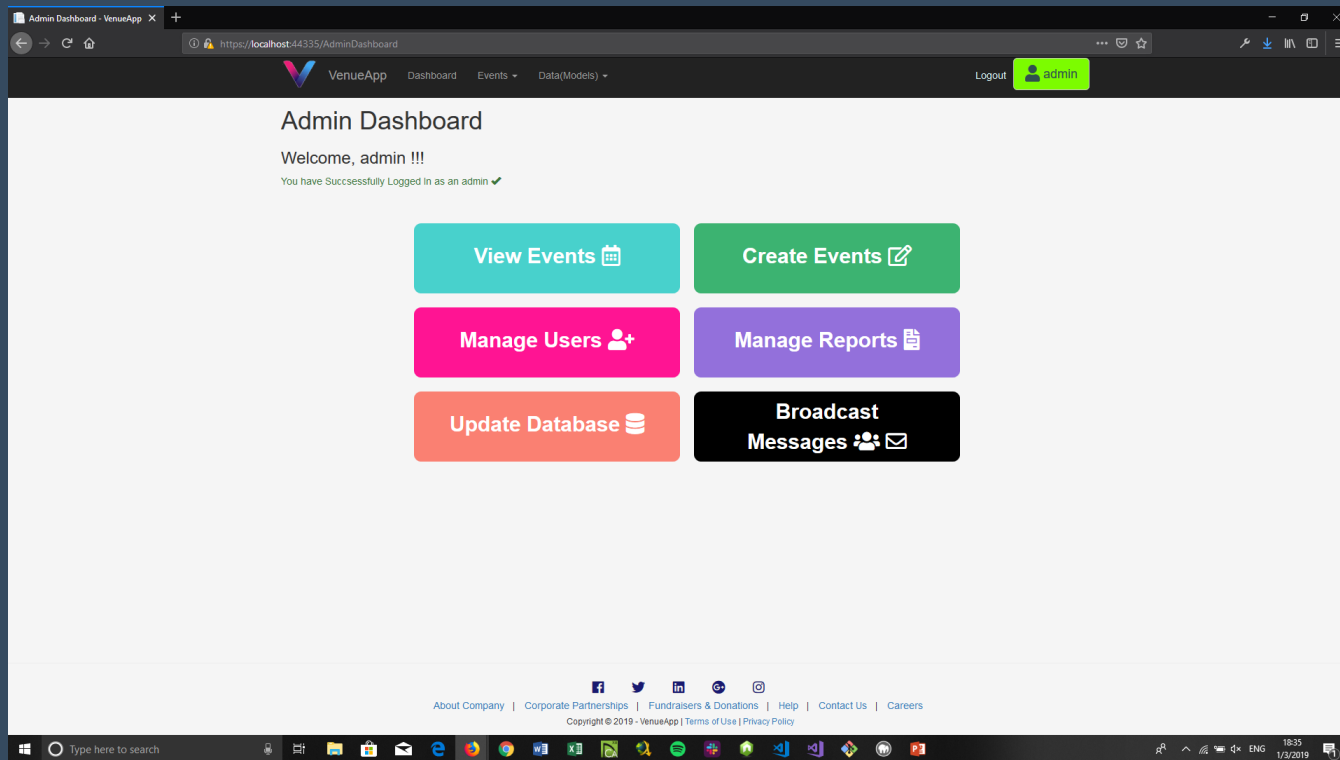 Admin Dashboard - VenueApp
https://localhost:44335/AdminDashboard
VenueApp Dashboard Events Data(Models) Logout admin
Admin Dashboard
Welcome, admin !!!
You have Succsessfully Logged in as an admin
View Events
Create Events
Manage Users
Manage Reports
Update Database
Broadcast
Messages
About Company | Corporate Partnerships | Fundraisers & Donations | Help | Contact Us | Careers
Copyright © 2019 - VenueApp | Terms of Use | Privacy Policy
Type here to search
ENG
18:35
1/3/2019